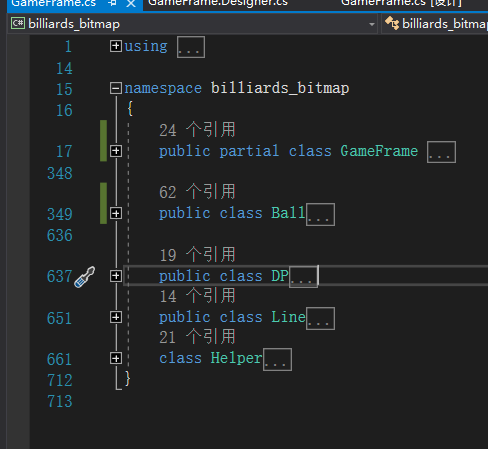 GameFrame.cs GameFrame.Designer.cs GameFrame.cs [设计]
billiards_bitmap billiards_bitmap
1 using ...
14
15 namespace billiards_bitmap
16 {
24 个引用
17 public partial class GameFrame ...
348
62 个引用
349 public class Ball...
636
19 个引用
637 public class DP...
14 个引用
651 public class Line...
21 个引用
661 class Helper...
712 }
713